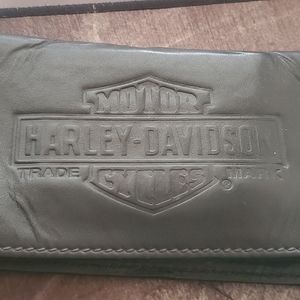 MOTOR
HARLEY-DAVIDSON
TRADE MARK
CYCLES ®